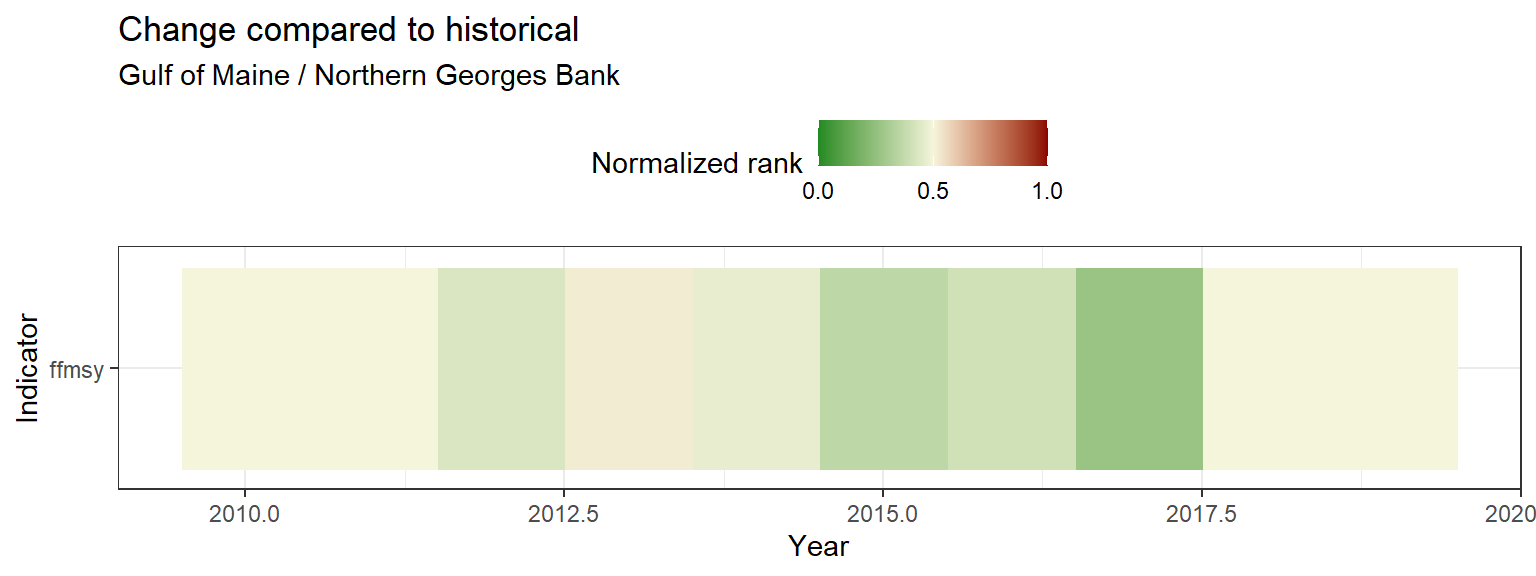 Change compared to historical
Gulf of Maine / Northern Georges Bank
Normalized rank
0.0 0.5 1.0
Indicator
ffmsy
2010.0 2012.5 2015.0 2017.5 2020
Year